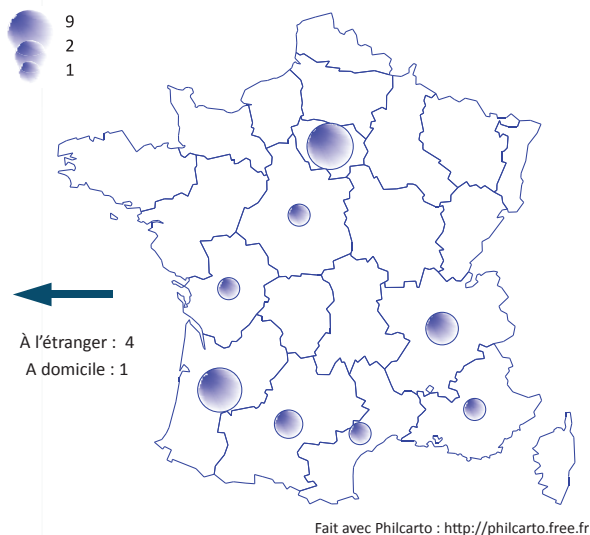 9
2
1
À l’étranger : 4
A domicile : 1
Fait avec Philcarto : http://philcarto.free.fr